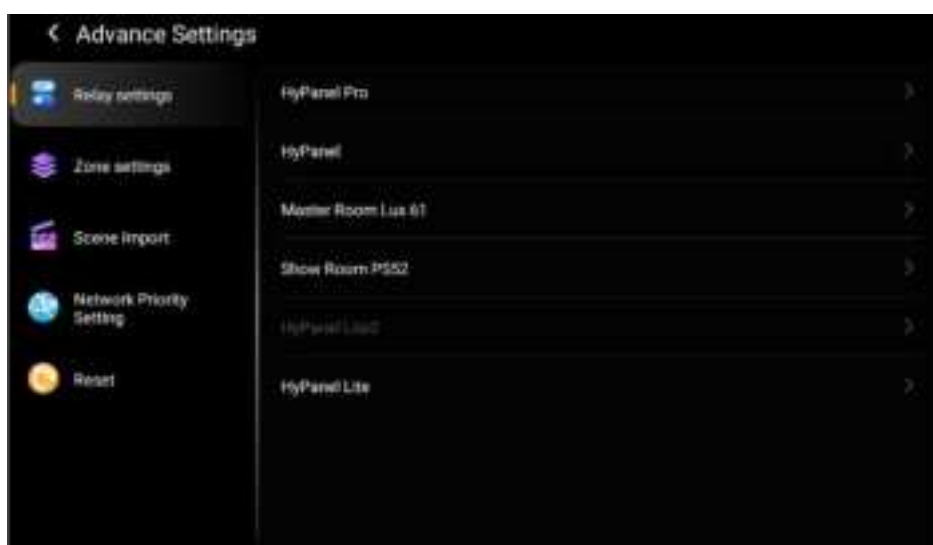 Advance Settings
Relay settings
Zone settings
Scene Import
Network Priority
Setting
Reset
HyPanel Pro
HyPanel
Master Room Lux 61
Show Room PS52
HyPanel
HyPanel Lite